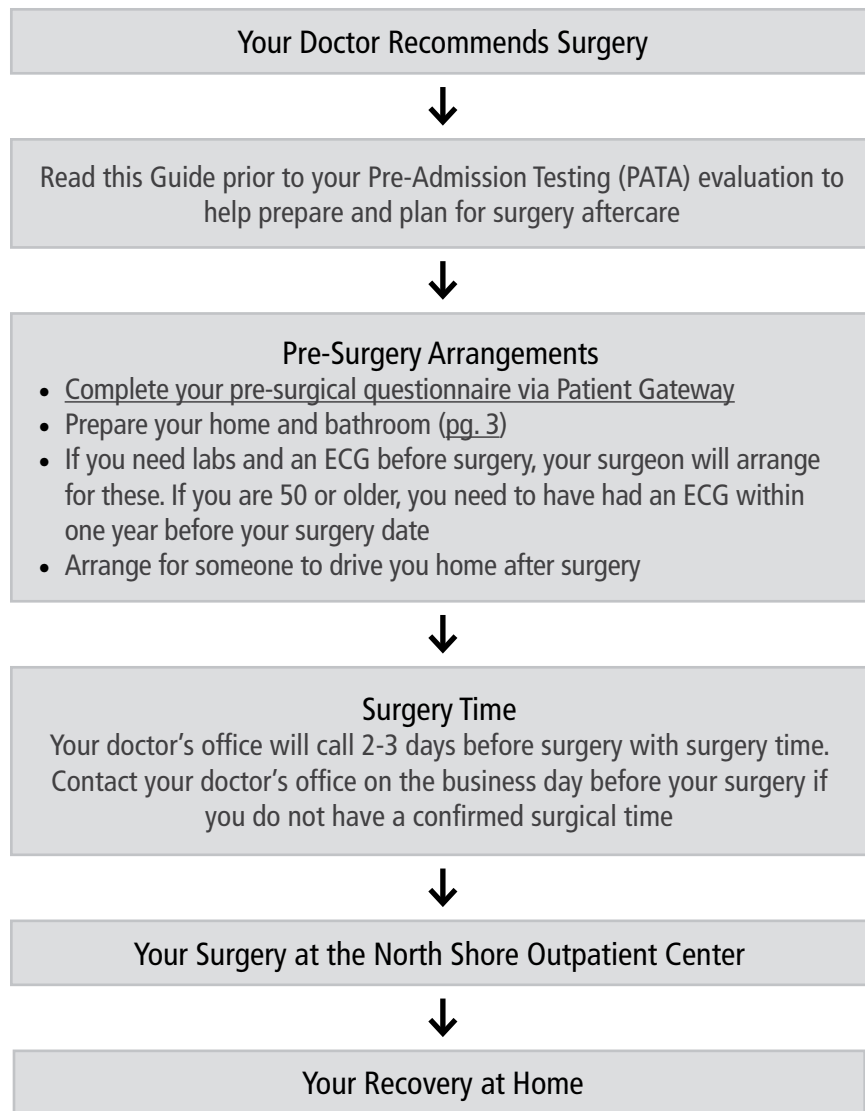 Your Doctor Recommends Surgery
Read this Guide prior to your Pre-Admission Testing (PATA) evaluation to
help prepare and plan for surgery aftercare
Pre-Surgery Arrangements
• Complete your pre-surgical questionnaire via Patient Gateway
• Prepare your home and bathroom (pg. 3)
• If you need labs and an ECG before surgery, your surgeon will arrange
for these. If you are 50 or older, you need to have had an ECG within
one year before your surgery date
• Arrange for someone to drive you home after surgery
Surgery Time
Your doctor’s office will call 2-3 days before surgery with surgery time.
Contact your doctor’s office on the business day before your surgery if
you do not have a confirmed surgical time
Your Surgery at the North Shore Outpatient Center
Your Recovery at Home